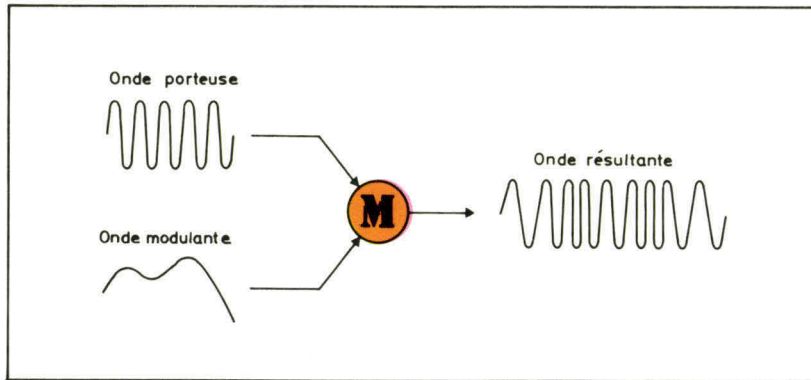 Onde porteuse
Onde modulante
M
Onde résultante